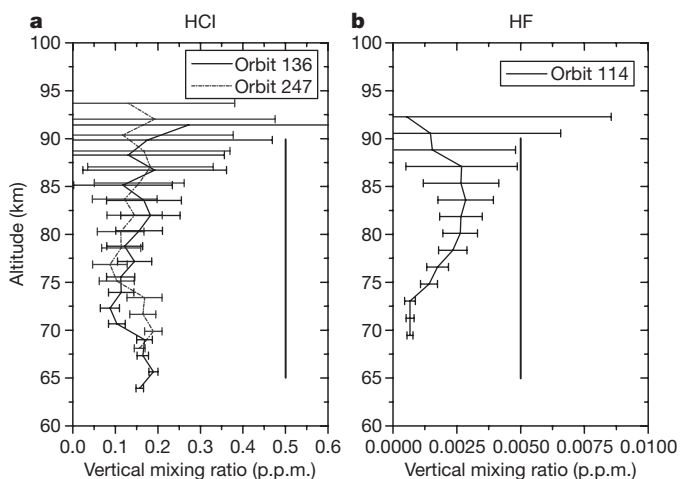 a
HCl
Orbit 136
Orbit 247
100
95
90
85
80
75
70
65
60
Altitude (km)
0.0 0.1 0.2 0.3 0.4 0.5 0.6
Vertical mixing ratio (p.p.m.)
b
HF
Orbit 114
100
95
90
85
80
75
70
65
60
0.0000 0.0025 0.0050 0.0075 0.0100
Vertical mixing ratio (p.p.m.)